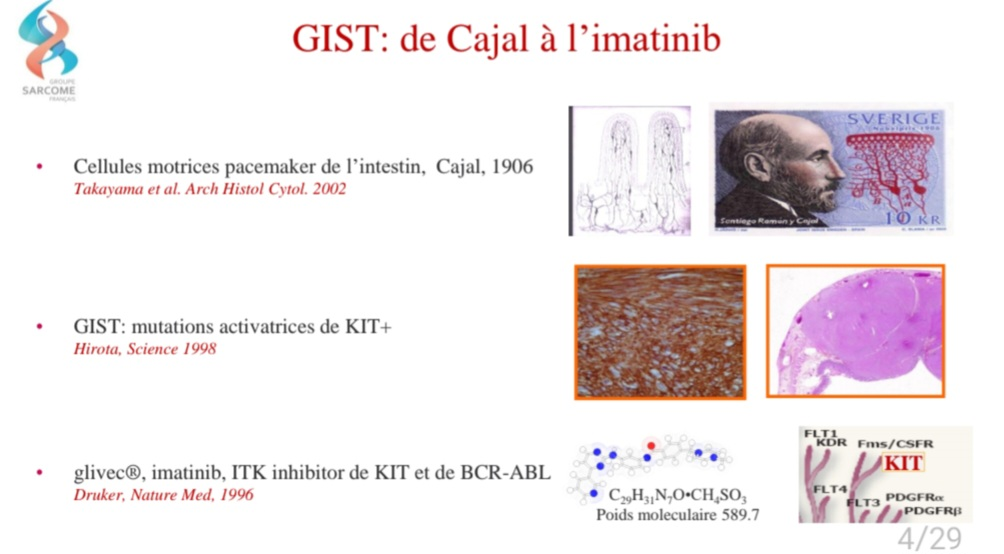 GIST: de Cajal à l’imatinib
GROUPE
SARCOME
FRANÇAIS
• Cellules motrices pacemaker de l’intestin, Cajal, 1906
Takayama et al. Arch Histol Cytol. 2002
SVERIGE
Santiago Ramón y Cajal
10 KR
• GIST: mutations activatrices de KIT+
Hirota, Science 1998
• glivec®, imatinib, ITK inhibitor de KIT et de BCR-ABL
Druker, Nature Med, 1996
C₂₉H₃₁N₇O•CH₄SO₃
Poids moleculaire 589.7
FLT1
KDR
Fms/CSFR
KIT
FLT4
FLT3
PDGFRα
PDGFRβ
4/29